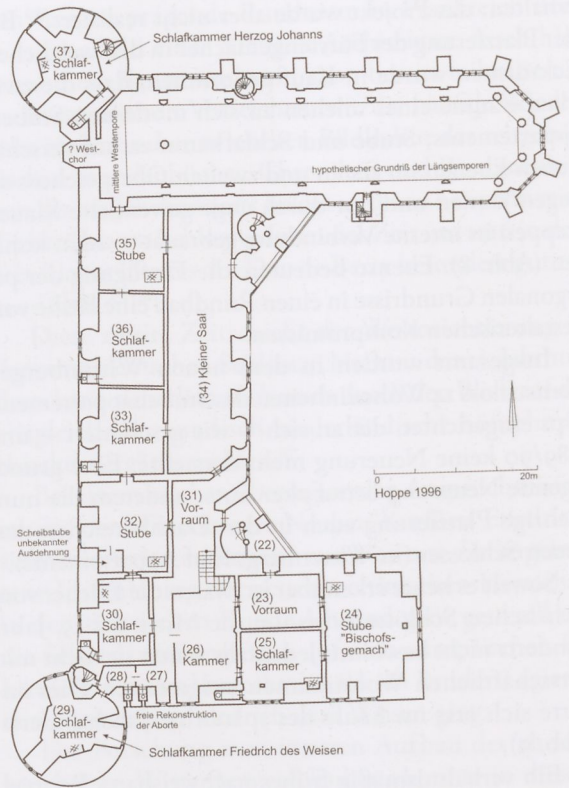 (37)
Schlaf-
kammer
Schlafkammer Herzog Johanns
? West-
chor
mittlere Westempore
hypothetischer Grundriß der Längsemporen
(35)
Stube
(36)
Schlaf-
kammer
(34) Kleiner Saal
(33)
Schlaf-
kammer
(31)
Vor-
raum
0
20m
Hoppe 1996
Schreibstube
unbekannter
Ausdehnung
(32)
Stube
(22)
(30)
Schlaf-
kammer
(23)
Vorraum
(24)
Stube
"Bischofs-
gemach"
(26)
Kammer
(25)
Schlaf-
kammer
(28)
(27)
(29)
Schlaf-
kammer
freie Rekonstruktion
der Aborte
Schlafkammer Friedrich des Weisen